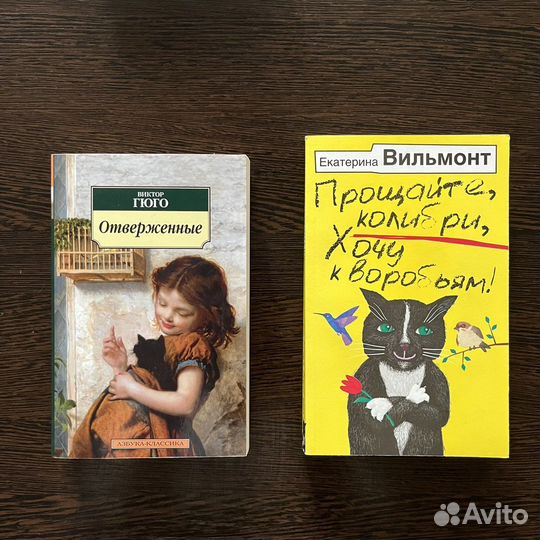 ВИКТОР
ГЮГО
Отверженные
АЗБУКА-КЛАССИКА
Екатерина Вильмонт
Прощайте,
колибри,
Хочу
к воробьям!
Avito